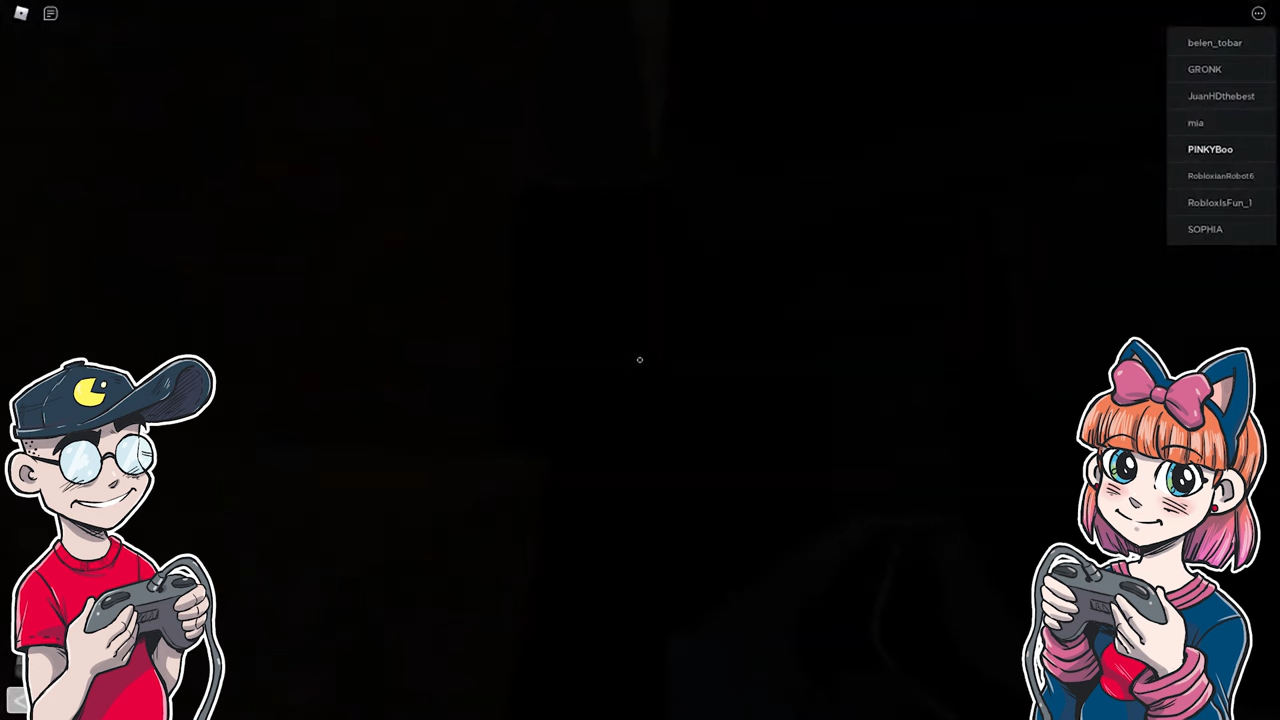 belen_tobar
GRONK
JuanHDthebest
mia
PINKYBoo
RobloxianRobot6
RobloxIsFun_1
SOPHIA